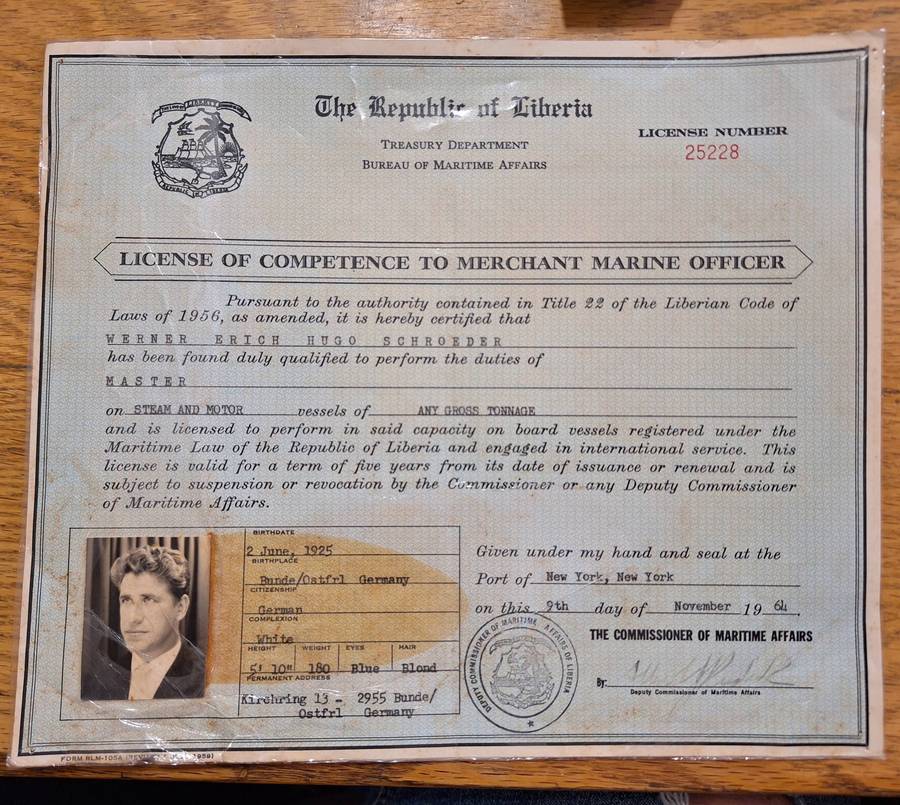 The Republic of Liberia
TREASURY DEPARTMENT
BUREAU OF MARITIME AFFAIRS
LICENSE NUMBER
25228
REPUBLIC OF LIBERIA
LICENSE OF COMPETENCE TO MERCHANT MARINE OFFICER
Pursuant to the authority contained in Title 22 of the Liberian Code of
Laws of 1956, as amended, it is hereby certified that
WERNER ERICH HUGO SCHROEDER
has been found duly qualified to perform the duties of
MASTER
on STEAM AND MOTOR vessels of ANY GROSS TONNAGE
and is licensed to perform in said capacity on board vessels registered under the
Maritime Law of the Republic of Liberia and engaged in international service. This
license is valid for a term of five years from its date of issuance or renewal and is
subject to suspension or revocation by the Commissioner or any Deputy Commissioner
of Maritime Affairs.
BIRTHDATE
2 June, 1925
BIRTHPLACE
Bunde/Ostfrl Germany
CITIZENSHIP
German
COMPLEXION
White
HEIGHT WEIGHT EYES HAIR
5' 10" 180 Blue Blond
PERMANENT ADDRESS
Kirchring 13 - 2955 Bunde/
Ostfrl Germany
Given under my hand and seal at the
Port of New York, New York
on this 9th day of November 19 64.
THE COMMISSIONER OF MARITIME AFFAIRS
By:
Deputy Commissioner of Maritime Affairs
DEPUTY COMMISSIONER OF MARITIME AFFAIRS OF LIBERIA
FORM RLM-105A 1959)